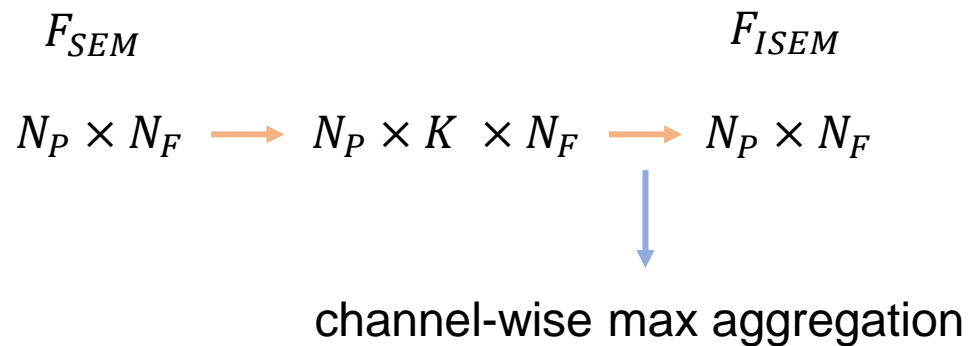 F_SEM F_ISEM
N_P × N_F → N_P × K × N_F → N_P × N_F
channel-wise max aggregation